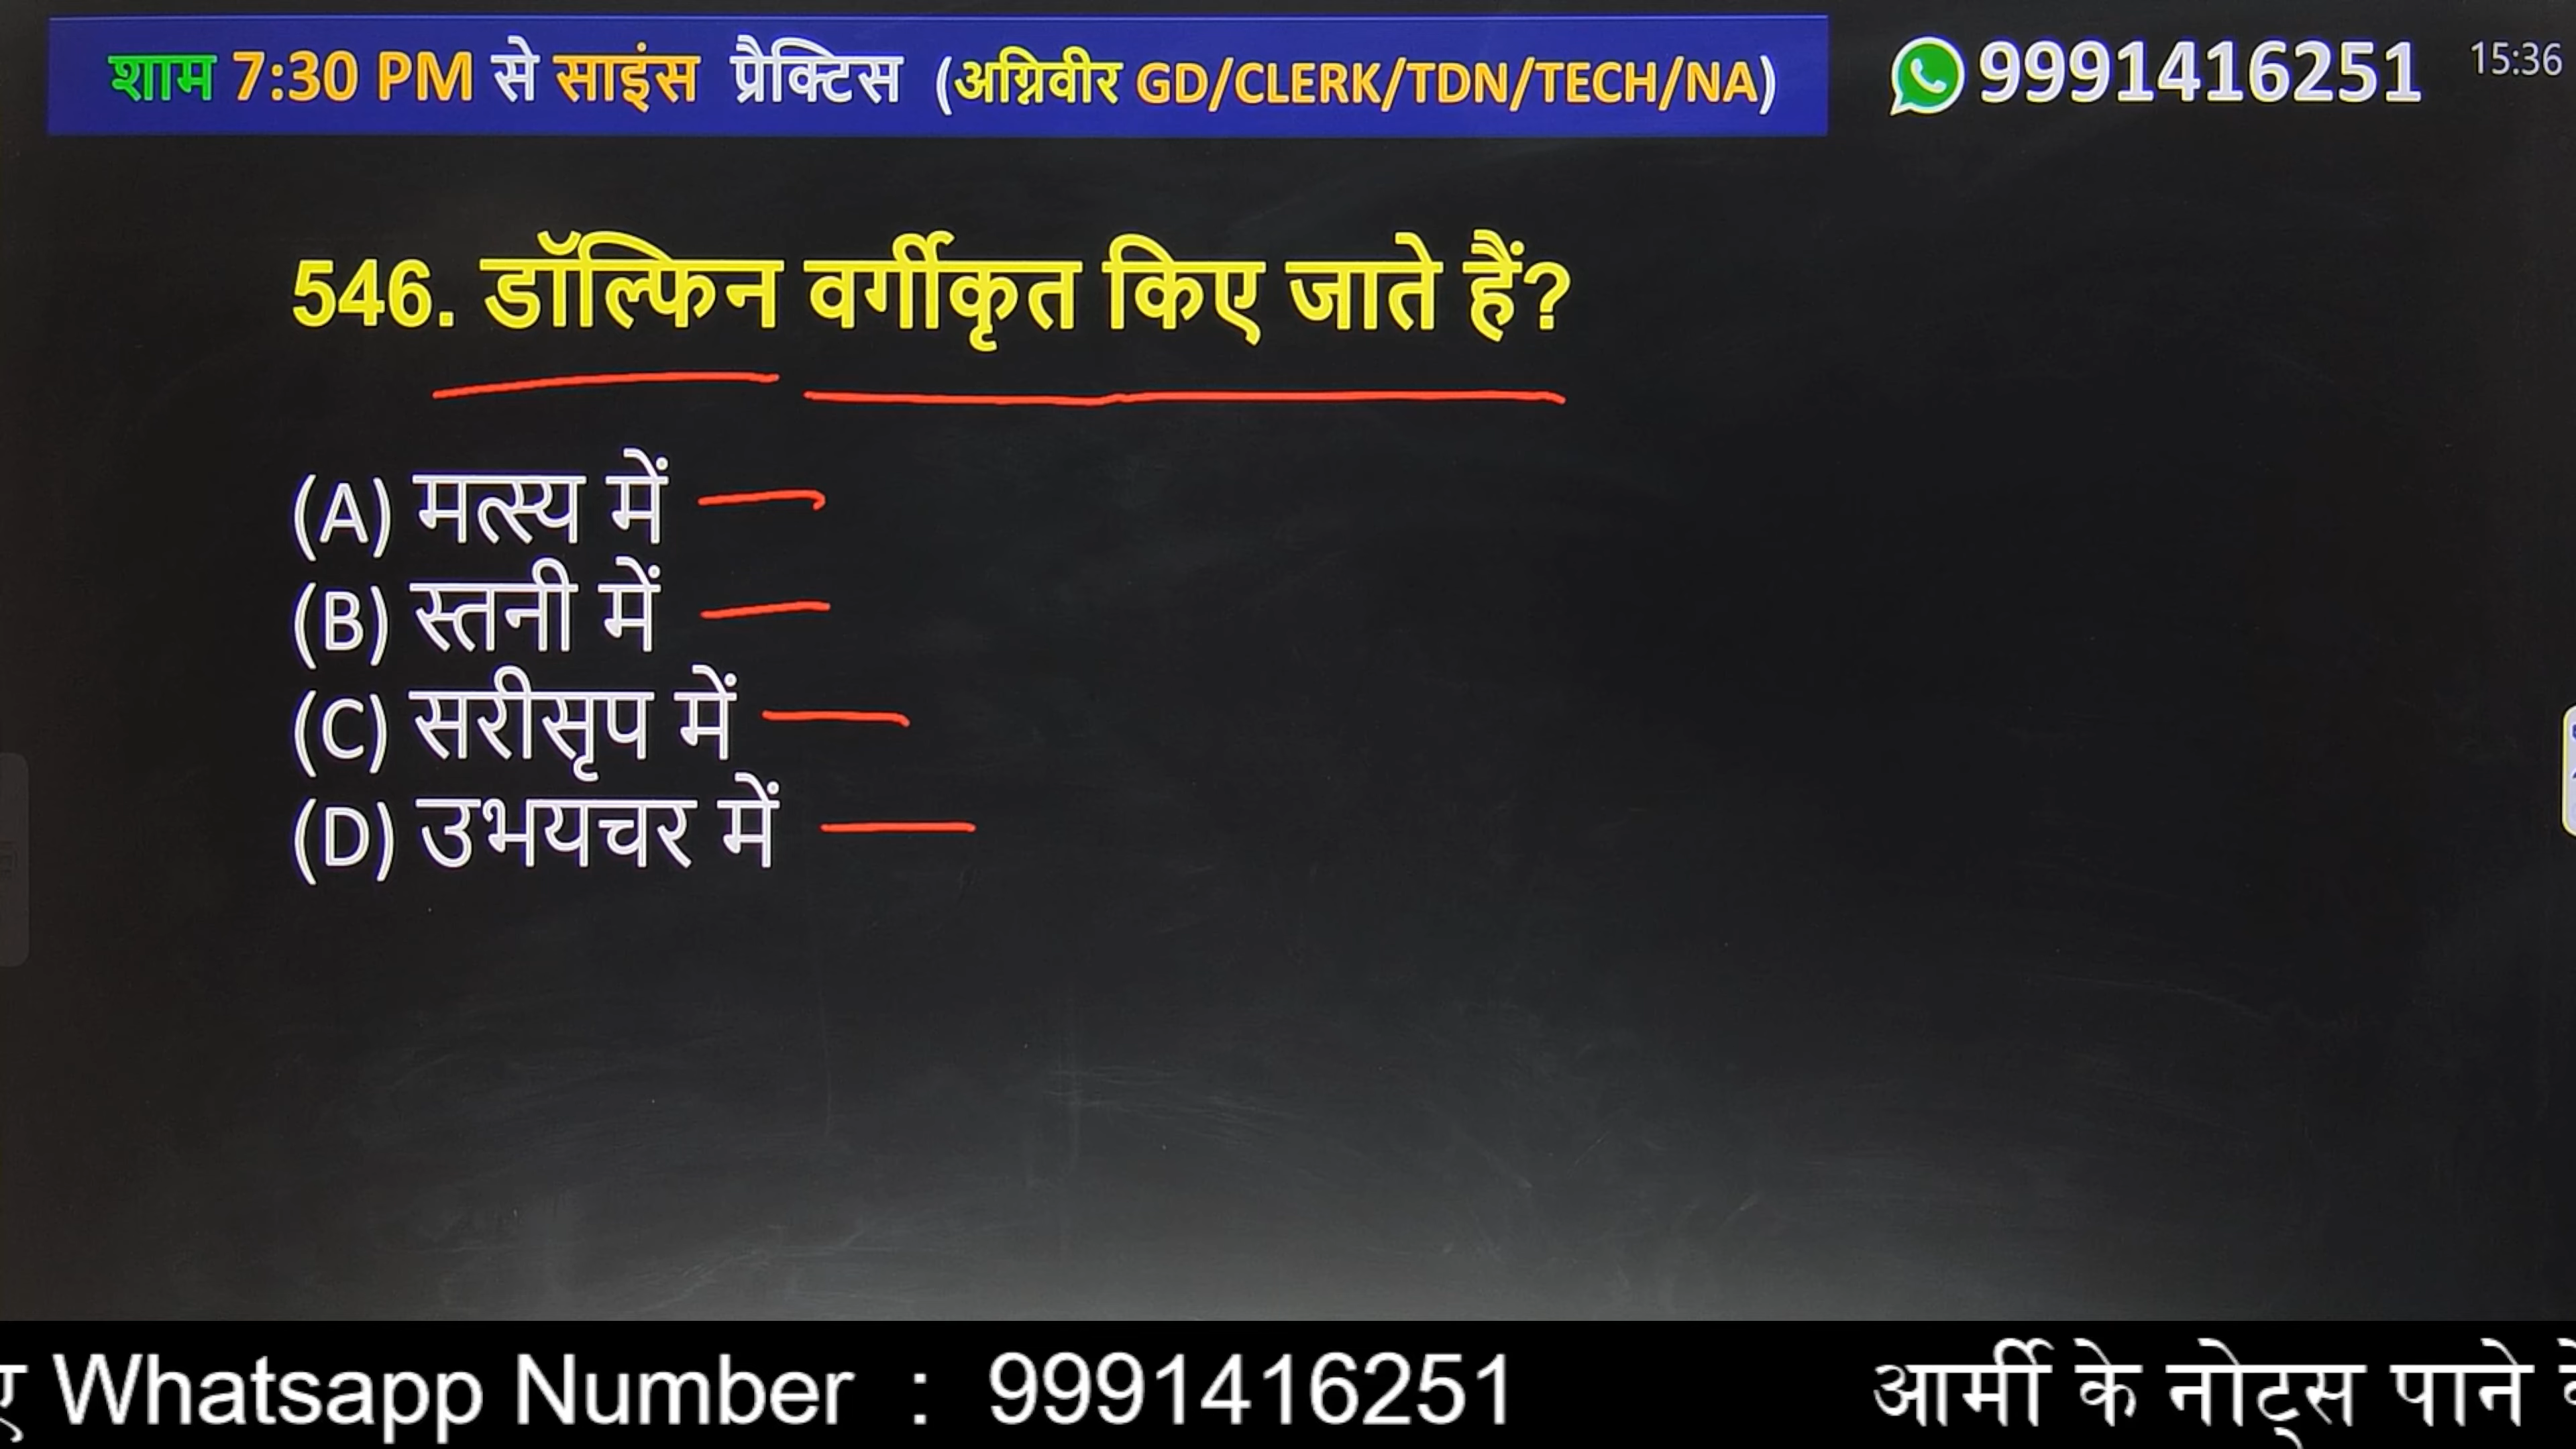 शाम 7:30 PM से साइंस प्रैक्टिस (अग्निवीर GD/CLERK/TDN/TECH/NA)
9991416251
15:36
546. डॉल्फिन वर्गीकृत किए जाते हैं?
(A) मत्स्य में
(B) स्तनी में
(C) सरीसृप में
(D) उभयचर में
Whatsapp Number : 9991416251 आर्मी के नोट्स पाने